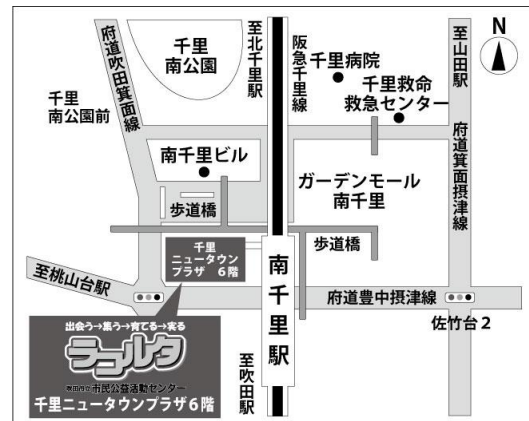 府道吹田箕面線
千里
南公園
至北千里駅
阪急千里線
千里病院
千里救命
救急センター
至山田駅
N
千里
南公園前
府道箕面摂津線
南千里ビル
ガーデンモール
南千里
歩道橋
歩道橋
千里
ニュータウン
プラザ 6階
至桃山台駅
南千里駅
府道豊中摂津線
佐竹台2
出会う→集う→育てる→実る
ラコルタ
吹田市立市民公益活動センター
千里ニュータウンプラザ6階
至吹田駅